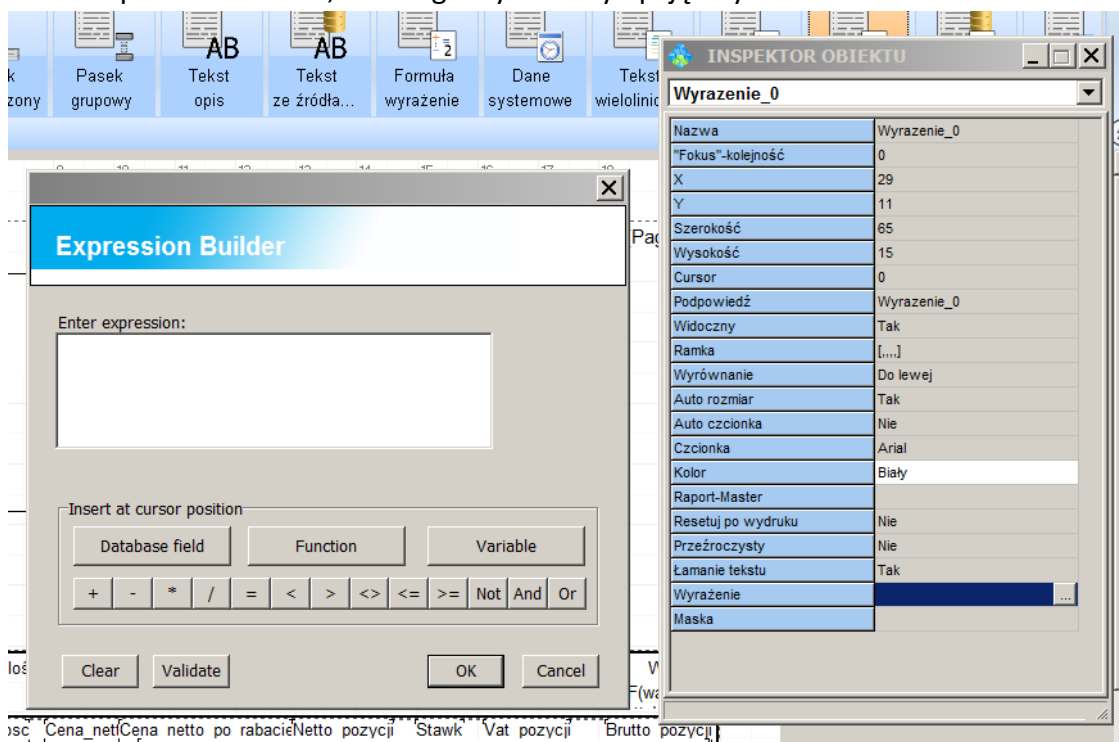 AB AB
Pasek Tekst Tekst Formuła Dane
zony grupowy opis ze źródła... wyrażenie systemowe
INSPEKTOR OBIEKTU
Wyrazenie_0
Nazwa Wyrazenie_0
"Fokus"-kolejność 0
X 29
Y 11
Szerokość 65
Wysokość 15
Cursor 0
Podpowiedź Wyrazenie_0
Widoczny Tak
Ramka [,,,,]
Wyrównanie Do lewej
Auto rozmiar Tak
Auto czcionka Nie
Czcionka Arial
Kolor Biały
Raport-Master
Resetuj po wydruku Nie
Przeźroczysty Nie
Łamanie tekstu Tak
Wyrażenie ...
Maska
Expression Builder
Enter expression:
Insert at cursor position
Database field Function Variable
+ - * / = < > <> <= >= Not And Or
Clear Validate OK Cancel
Cena_net Cena netto po rabacie Netto pozycji Stawk Vat pozycji Brutto pozycji